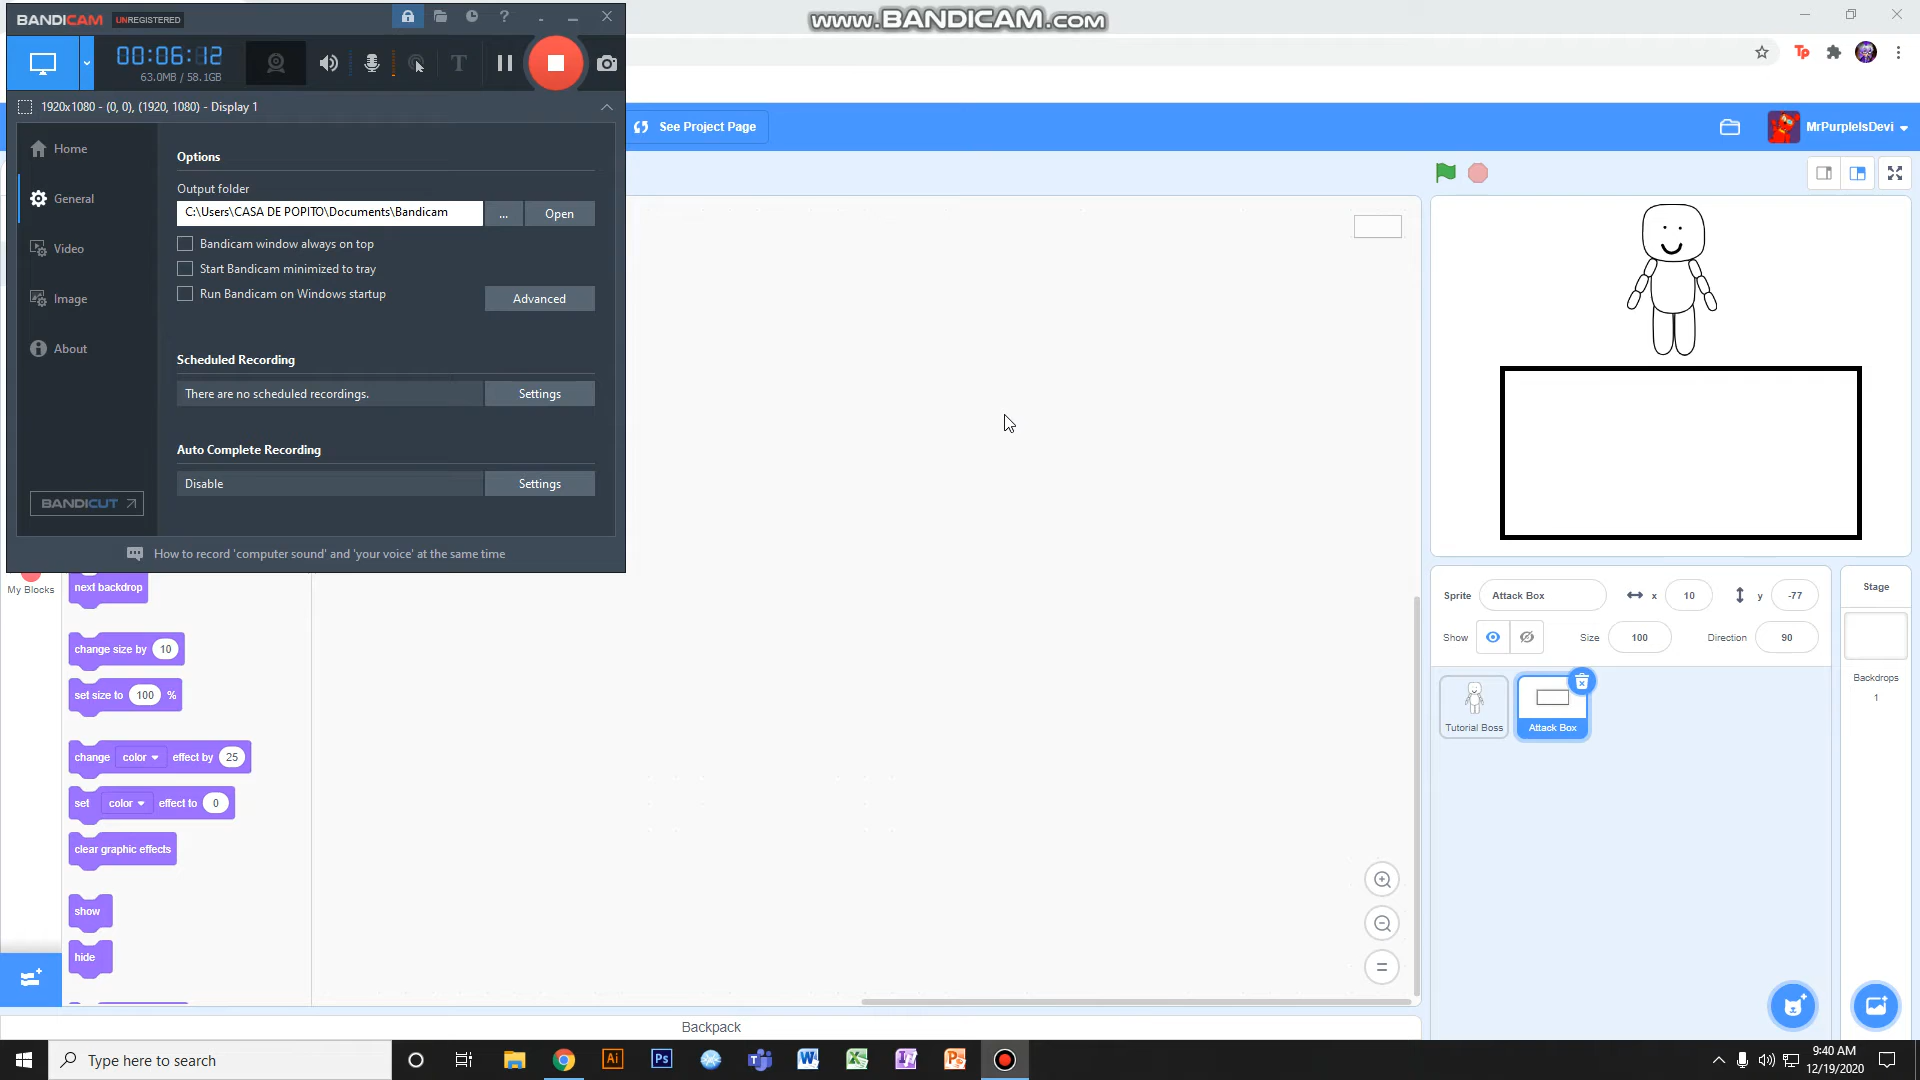 BANDICAM UNREGISTERED
www.BANDICAM.com
00:06:12
63.0MB / 58.1GB
1920x1080 - (0, 0), (1920, 1080) - Display 1
See Project Page
MrPurpleIsDevi
Home
General
Video
Image
About
BANDICUT
Options
Output folder
C:\Users\CASA DE POPITO\Documents\Bandicam
...
Open
Bandicam window always on top
Start Bandicam minimized to tray
Run Bandicam on Windows startup
Advanced
Scheduled Recording
There are no scheduled recordings.
Settings
Auto Complete Recording
Disable
Settings
How to record 'computer sound' and 'your voice' at the same time
My Blocks
next backdrop
change size by 10
set size to 100 %
change color effect by 25
set color effect to 0
clear graphic effects
show
hide
Sprite Attack Box x 10 y -77
Show Size 100 Direction 90
Tutorial Boss
Attack Box
Stage
Backdrops
1
Backpack
Type here to search
9:40 AM
12/19/2020